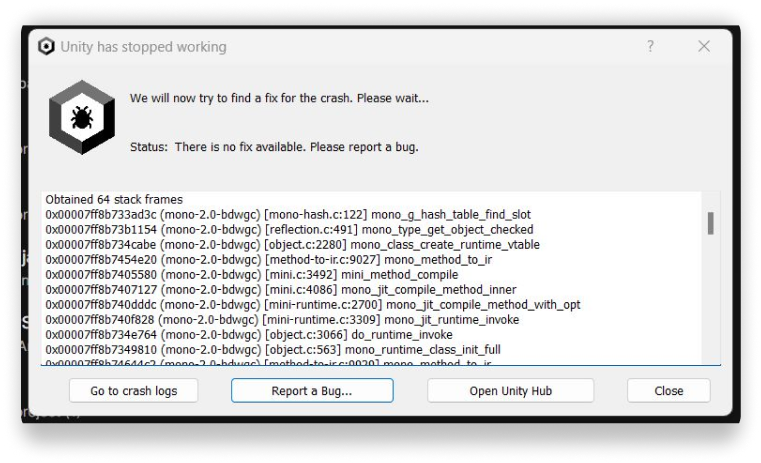 Unity has stopped working
We will now try to find a fix for the crash. Please wait...
Status: There is no fix available. Please report a bug.
Obtained 64 stack frames
0x00007ff8b733ad3c (mono-2.0-bdwgc) [mono-hash.c:122] mono_g_hash_table_find_slot
0x00007ff8b73b1154 (mono-2.0-bdwgc) [reflection.c:491] mono_type_get_object_checked
0x00007ff8b734cabe (mono-2.0-bdwgc) [object.c:2280] mono_class_create_runtime_vtable
0x00007ff8b7454e20 (mono-2.0-bdwgc) [method-to-ir.c:9027] mono_method_to_ir
0x00007ff8b7405580 (mono-2.0-bdwgc) [mini.c:3492] mini_method_compile
0x00007ff8b7407127 (mono-2.0-bdwgc) [mini.c:4086] mono_jit_compile_method_inner
0x00007ff8b740dddc (mono-2.0-bdwgc) [mini-runtime.c:2700] mono_jit_compile_method_with_opt
0x00007ff8b740f828 (mono-2.0-bdwgc) [mini-runtime.c:3309] mono_jit_runtime_invoke
0x00007ff8b734e764 (mono-2.0-bdwgc) [object.c:3066] do_runtime_invoke
0x00007ff8b7349810 (mono-2.0-bdwgc) [object.c:563] mono_runtime_class_init_full
Go to crash logs
Report a Bug...
Open Unity Hub
Close